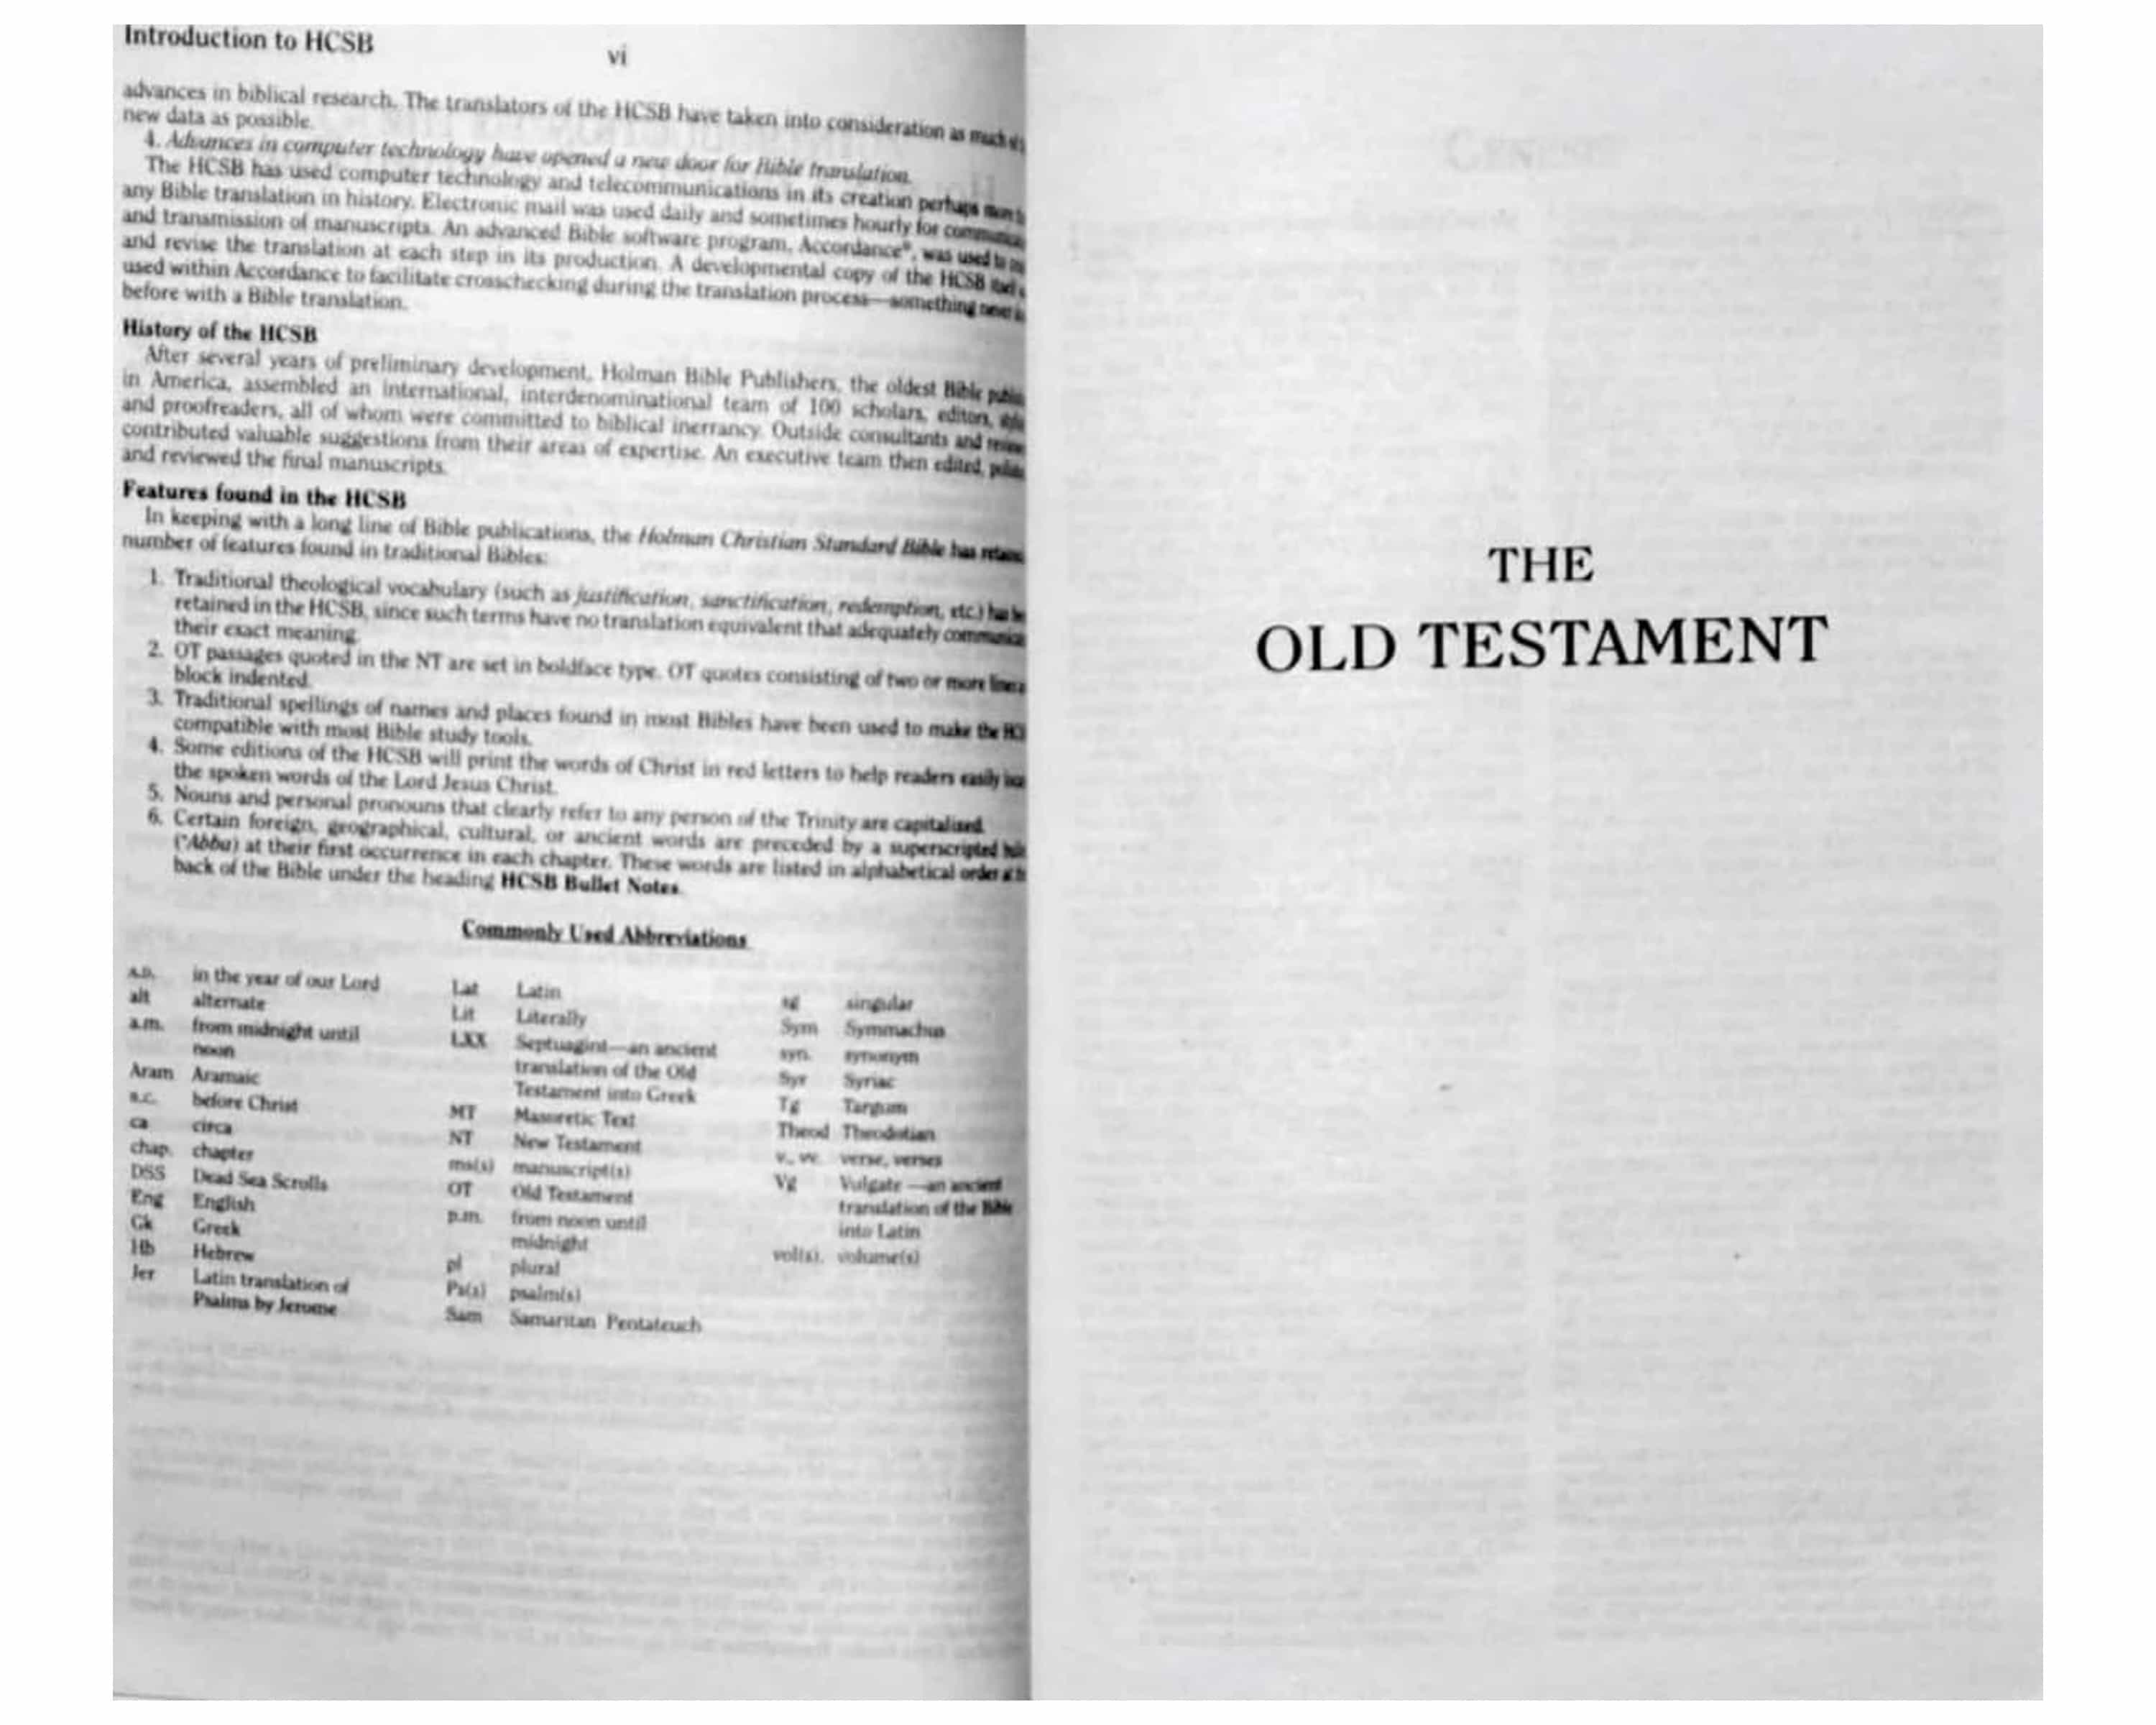 Introduction to HCSB
vi
advances in biblical research. The translators of the HCSB have taken into consideration as much
new data as possible.
4. Advances in computer technology have opened a new door for Bible translation.
The HCSB has used computer technology and telecommunications in its creation perhaps
any Bible translation in history. Electronic mail was used daily and sometimes hourly for
and transmission of manuscripts. An advanced Bible software program, Accordance®, was used to
and revise the translation at each step in its production. A developmental copy of the HCSB
used within Accordance to facilitate crosschecking during the translation process—something
before with a Bible translation.
History of the HCSB
After several years of preliminary development, Holman Bible Publishers, the oldest Bible
in America, assembled an international, interdenominational team of 100 scholars, editors,
and proofreaders, all of whom were committed to biblical inerrancy. Outside consultants and
contributed valuable suggestions from their areas of expertise. An executive team then edited,
and reviewed the final manuscripts.
Features found in the HCSB
In keeping with a long line of Bible publications, the Holman Christian Standard Bible has
number of features found in traditional Bibles:
1. Traditional theological vocabulary (such as justification, sanctification, redemption, etc.) has
retained in the HCSB, since such terms have no translation equivalent that adequately
their exact meaning.
2. OT passages quoted in the NT are set in boldface type. OT quotes consisting of two or more
block indented.
3. Traditional spellings of names and places found in most Bibles have been used to make the
compatible with most Bible study tools.
4. Some editions of the HCSB will print the words of Christ in red letters to help readers easily
the spoken words of the Lord Jesus Christ.
5. Nouns and personal pronouns that clearly refer to any person of the Trinity are capitalized.
6. Certain foreign, geographical, cultural, or ancient words are preceded by a superscripted
(•Abba) at their first occurrence in each chapter. These words are listed in alphabetical order
back of the Bible under the heading HCSB Bullet Notes.
Commonly Used Abbreviations
A.D. in the year of our Lord
alt alternate
a.m. from midnight until
noon
Aram Aramaic
B.C. before Christ
ca circa
chap. chapter
DSS Dead Sea Scrolls
Eng English
Gk Greek
Hb Hebrew
Jer Latin translation of
Psalms by Jerome
Lat Latin
Lit Literally
LXX Septuagint—an ancient
translation of the Old
Testament into Greek
MT Masoretic Text
NT New Testament
ms(s) manuscript(s)
OT Old Testament
p.m. from noon until
midnight
pl plural
Ps(s) psalm(s)
Sam Samaritan Pentateuch
sg singular
Sym Symmachus
syn. synonym
Syr Syriac
Tg Targum
Theod Theodotian
v., vv. verse, verses
Vg Vulgate—an ancient
translation of the Bible
into Latin
vol(s). volume(s)
THE
OLD TESTAMENT